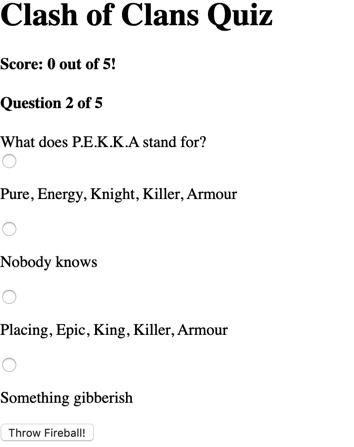 Clash of Clans Quiz
Score: 0 out of 5!
Question 2 of 5
What does P.E.K.K.A stand for?
Pure, Energy, Knight, Killer, Armour
Nobody knows
Placing, Epic, King, Killer, Armour
Something gibberish
Throw Fireball!